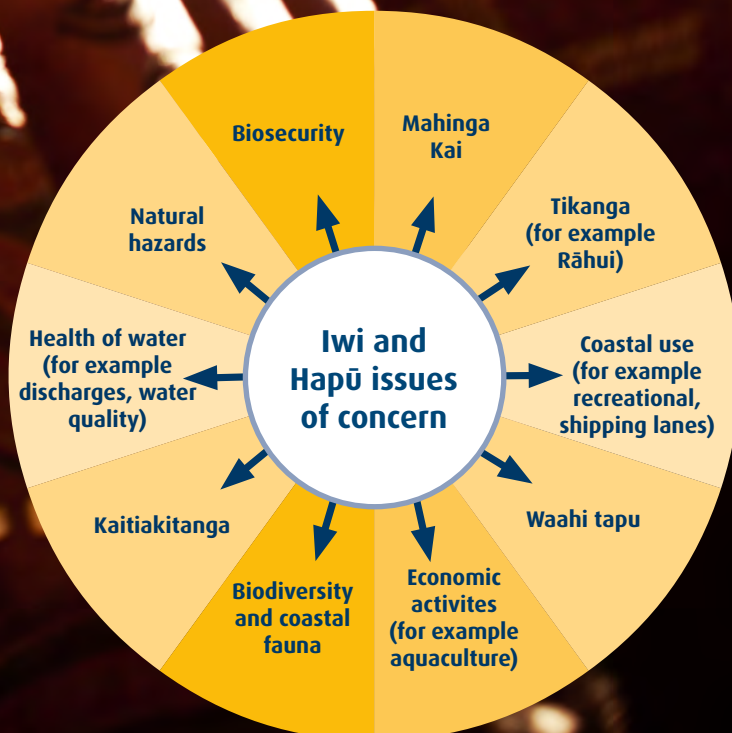 Iwi and
Hapū issues
of concern
Mahinga
Kai
Tikanga
(for example
Rāhui)
Coastal use
(for example
recreational,
shipping lanes)
Waahi tapu
Economic
activites
(for example
aquaculture)
Biodiversity
and coastal
fauna
Kaitiakitanga
Health of water
(for example
discharges, water
quality)
Natural
hazards
Biosecurity